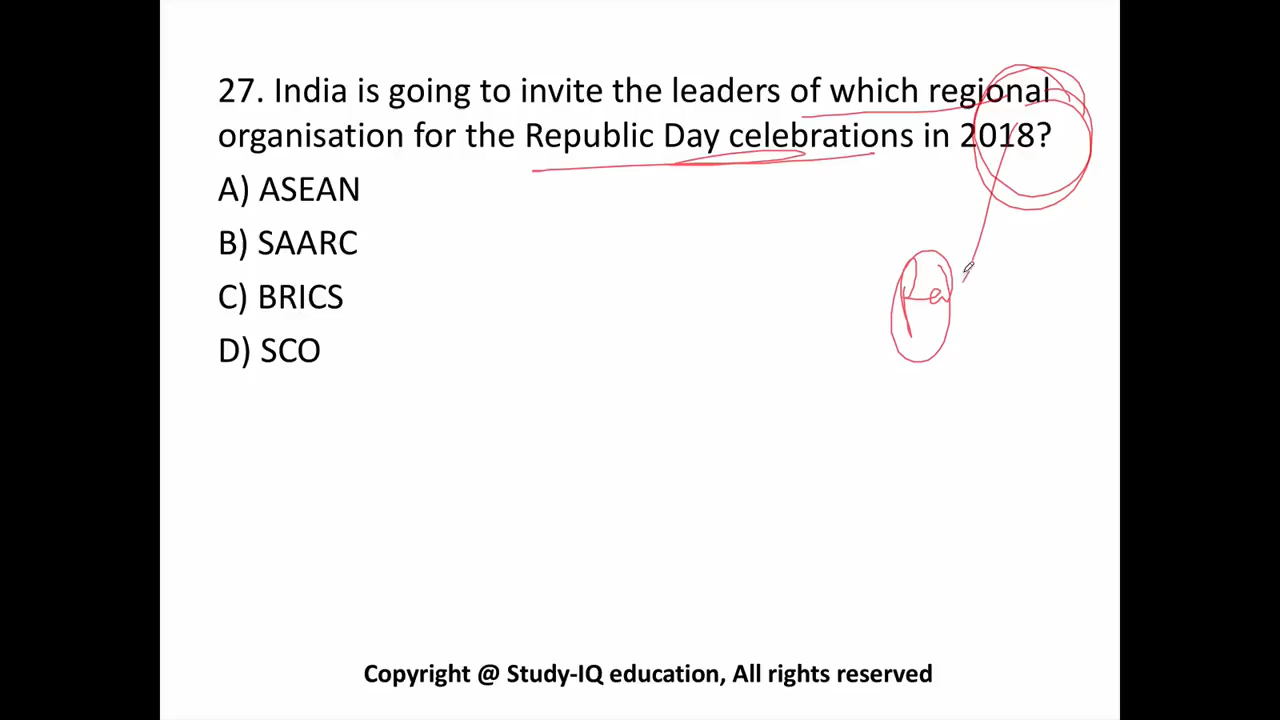 27. India is going to invite the leaders of which regional
organisation for the Republic Day celebrations in 2018?
A) ASEAN
B) SAARC
C) BRICS
D) SCO
Copyright @ Study-IQ education, All rights reserved